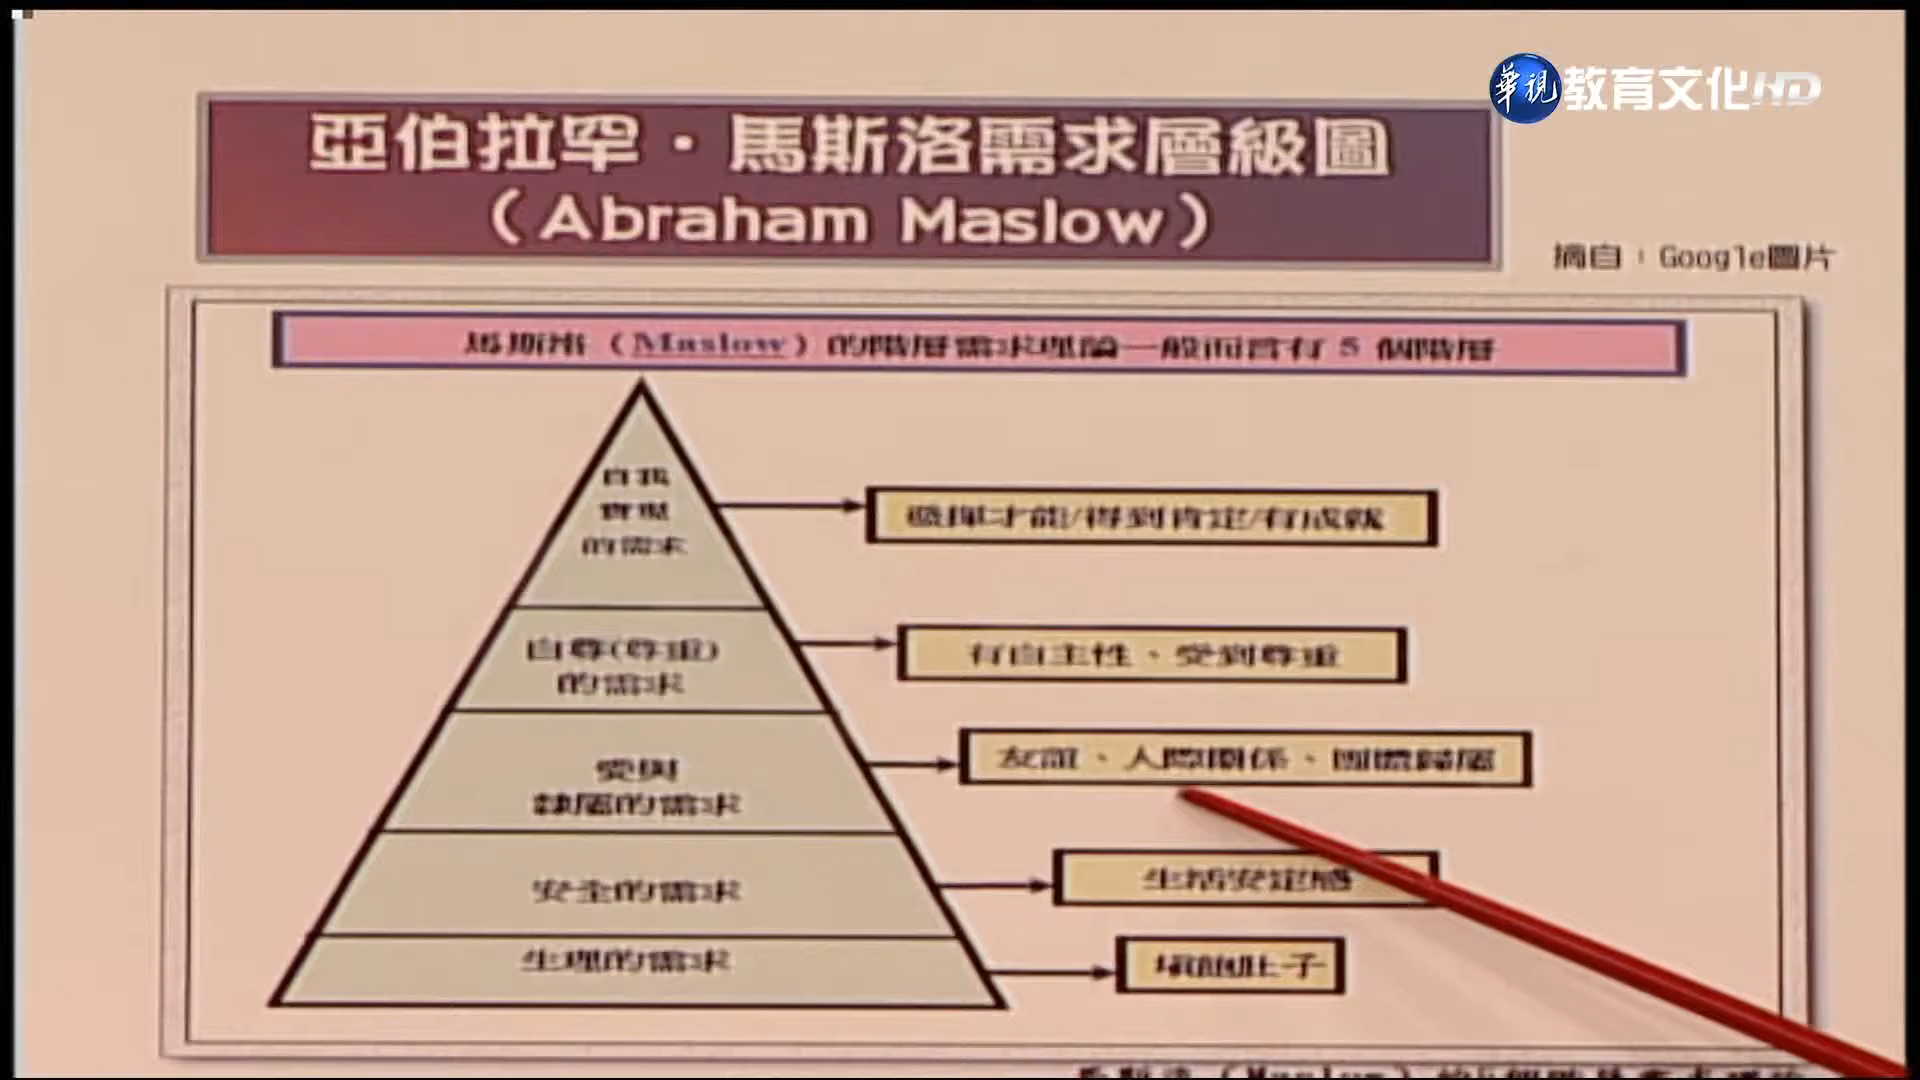 華視 教育文化HD
亞伯拉罕・馬斯洛需求層級圖
(Abraham Maslow)
摘自：Google圖片
馬斯洛（Maslow）的階層需求理論一般而言有 5 個階層
自我
實現
的需求
發揮才能/得到肯定/有成就
自尊(尊重)
的需求
有自主性、受到尊重
愛與
隸屬的需求
友誼、人際關係、團體歸屬
安全的需求
生活安定感
生理的需求
填飽肚子